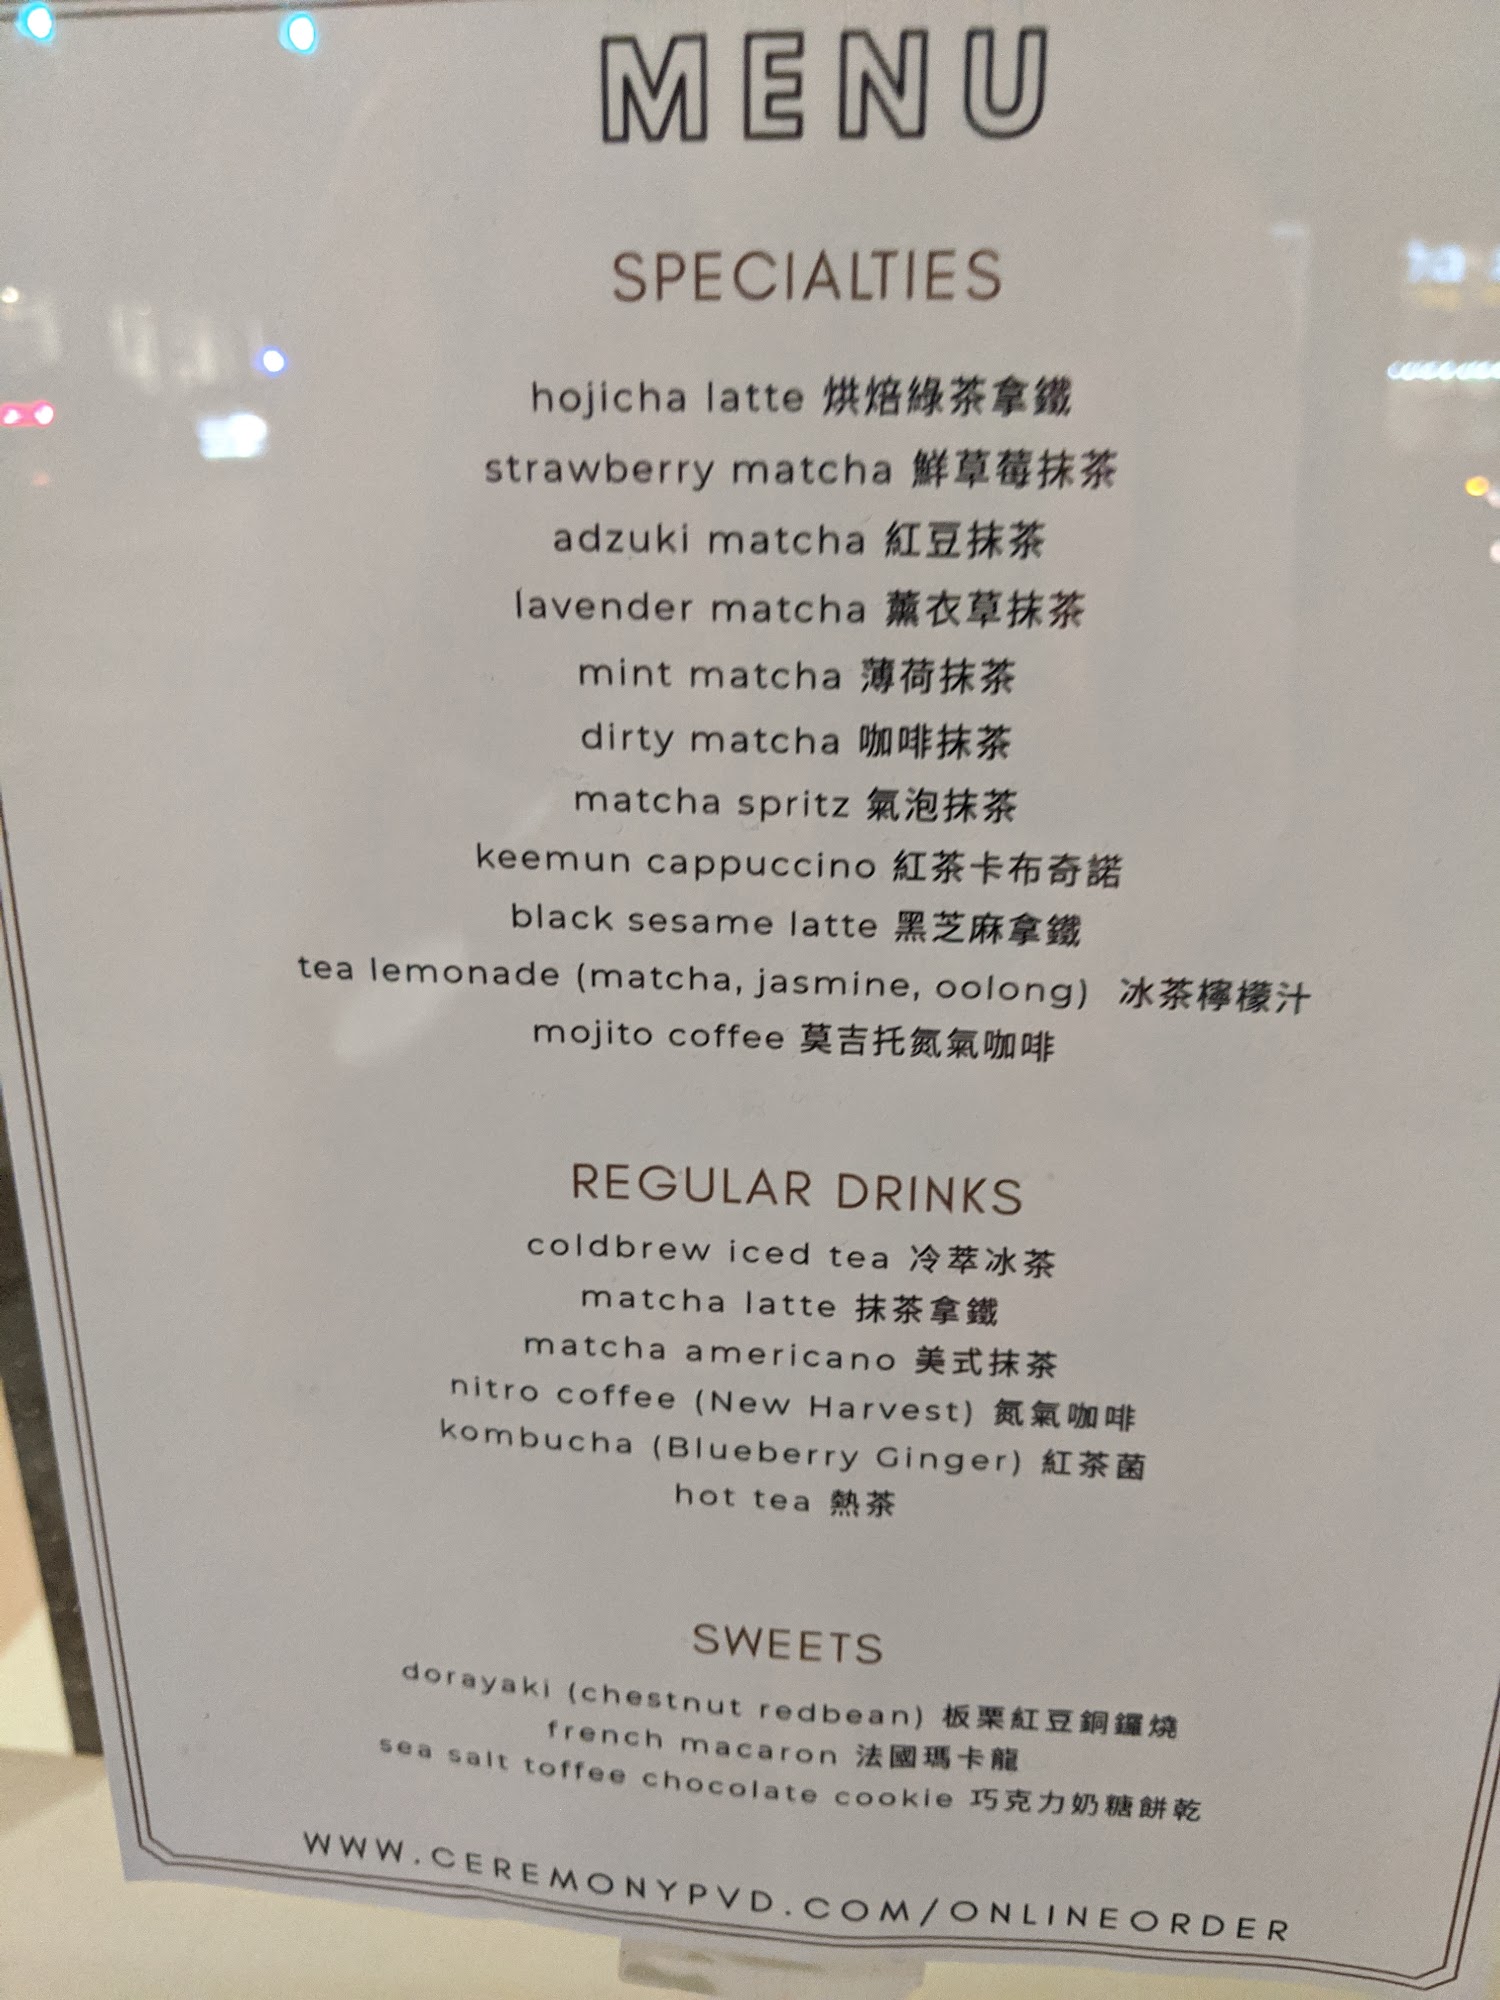 MENU
SPECIALTIES
hojicha latte 烘焙綠茶拿鐵
strawberry matcha 鮮草莓抹茶
adzuki matcha 紅豆抹茶
lavender matcha 薰衣草抹茶
mint matcha 薄荷抹茶
dirty matcha 咖啡抹茶
matcha spritz 氣泡抹茶
keemun cappuccino 紅茶卡布奇諾
black sesame latte 黑芝麻拿鐵
tea lemonade (matcha, jasmine, oolong) 冰茶檸檬汁
mojito coffee 莫吉托氮氣咖啡
REGULAR DRINKS
coldbrew iced tea 冷萃冰茶
matcha latte 抹茶拿鐵
matcha americano 美式抹茶
nitro coffee (New Harvest) 氮氣咖啡
kombucha (Blueberry Ginger) 紅茶菌
hot tea 熱茶
SWEETS
dorayaki (chestnut redbean) 板栗紅豆銅鑼燒
french macaron 法國瑪卡龍
sea salt toffee chocolate cookie 巧克力奶糖餅乾
WWW.CEREMONYPVD.COM/ONLINEORDER